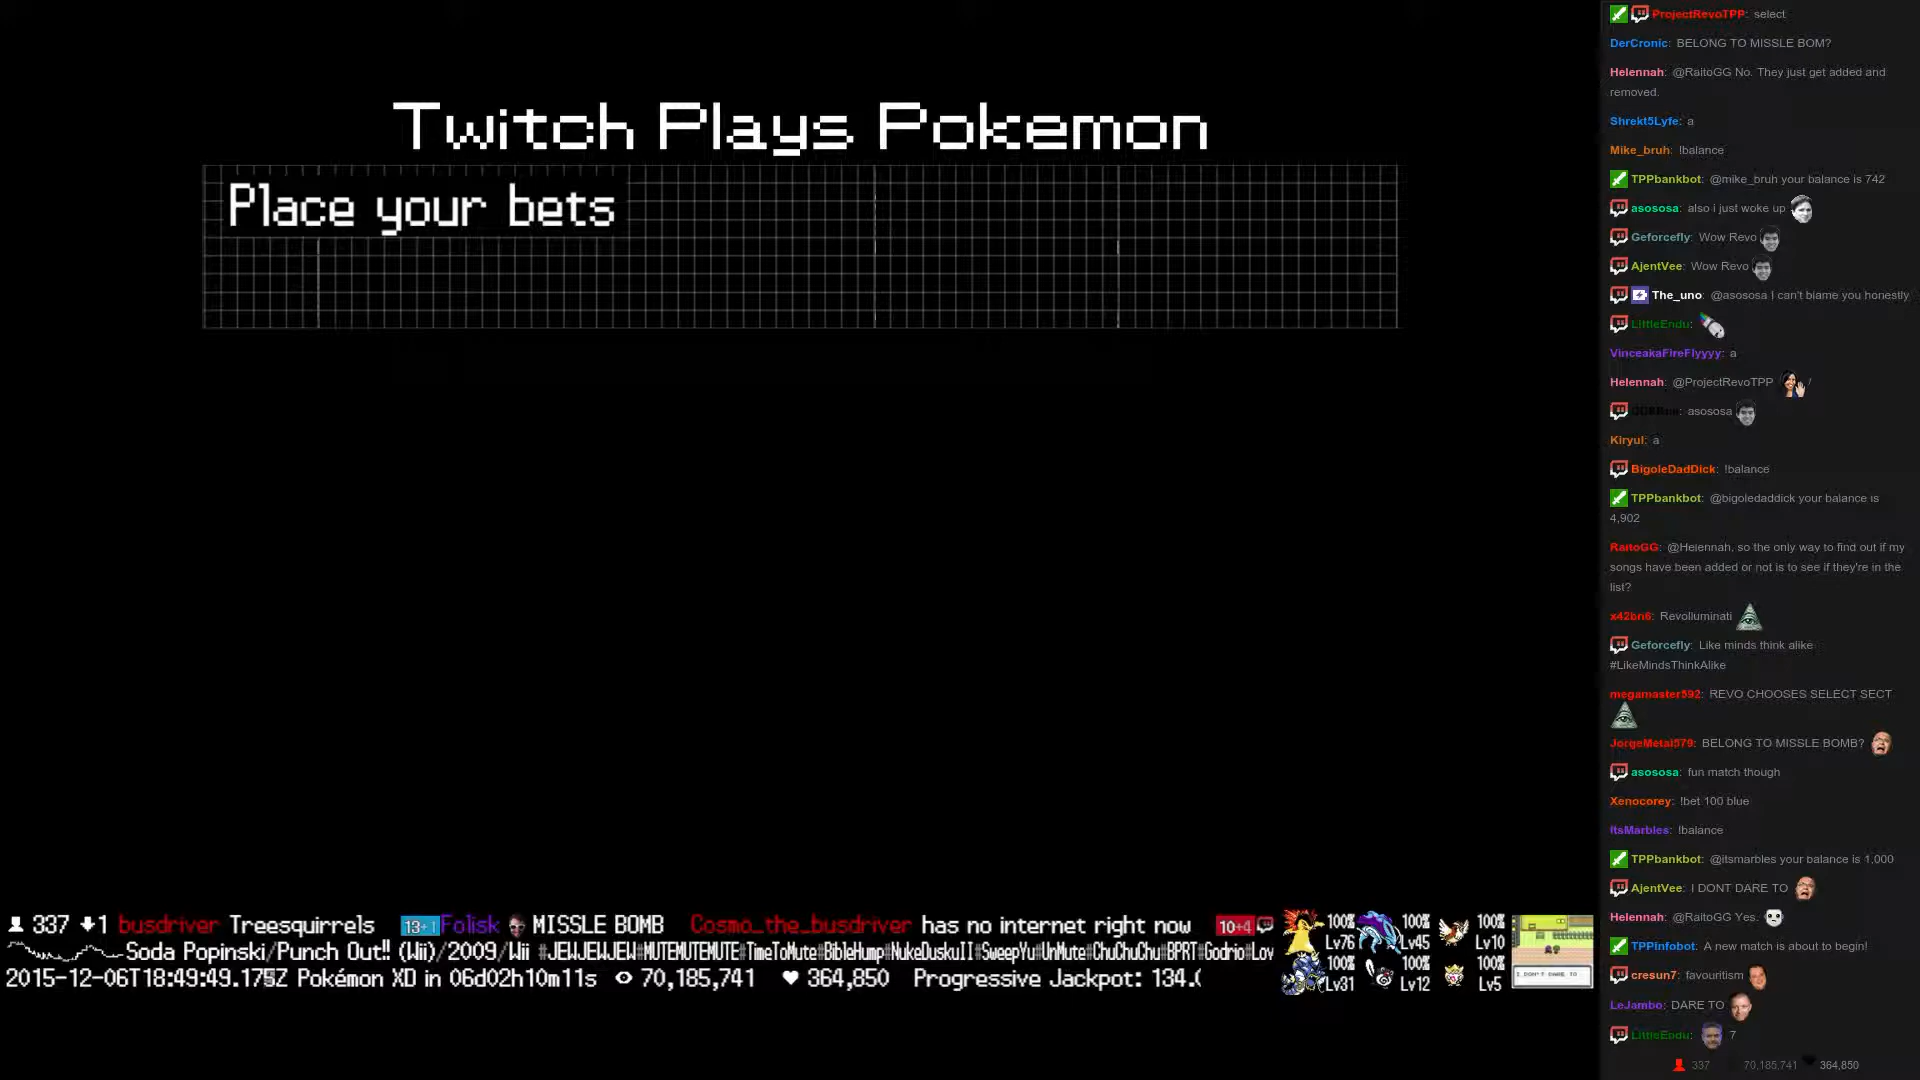 Twitch Plays Pokemon
Place your bets
337 1 busdriver Treesquirrels 13+1 Folisk MISSLE BOMB Cosmo_the_busdriver has no internet right now 10+4
Soda Popinski/Punch Out!! (Wii)/2009/Wii #JEWJEWJEW#MUTEMUTEMUTE#TimeToMute#BibleHump#NukeDuskuII#SweepYu#UnMute#ChuChuChu#BPRT#Godrio#Lov
2015-12-06T18:49:49.175Z Pokémon XD in 06d02h10m11s 70,185,741 364,850 Progressive Jackpot: 134.
100% Lv76 100% Lv45 100% Lv10
100% Lv31 100% Lv12 100% Lv5
I DON'T DARE TO
ProjectRevoTPP: select
DerCronic: BELONG TO MISSLE BOM?
Helennah: @RaitoGG No. They just get added and
removed.
Shrekt5Lyfe: a
Mike_bruh: !balance
TPPbankbot: @mike_bruh your balance is 742
asososa: also i just woke up
Geforcefly: Wow Revo
AjentVee: Wow Revo
The_uno: @asososa I can't blame you honestly
LittleEndu:
VinceakaFireFlyyyy: a
Helennah: @ProjectRevoTPP /
asososa
Kiryul: a
BigoleDadDick: !balance
TPPbankbot: @bigoledaddick your balance is
4,902
RaitoGG: @Helennah, so the only way to find out if my
songs have been added or not is to see if they're in the
list?
x42bn6: Revolluminati
Geforcefly: Like minds think alike
#LikeMindsThinkAlike
megamaster592: REVO CHOOSES SELECT SECT
JorgeMetal579: BELONG TO MISSLE BOMB?
asososa: fun match though
Xenocorey: !bet 100 blue
ItsMarbles: !balance
TPPbankbot: @itsmarbles your balance is 1,000
AjentVee: I DONT DARE TO
Helennah: @RaitoGG Yes.
TPPInfobot: A new match is about to begin!
cresun7: favouritism
LeJambo: DARE TO
LittleEndu: 7
337 70,185,741 364,850